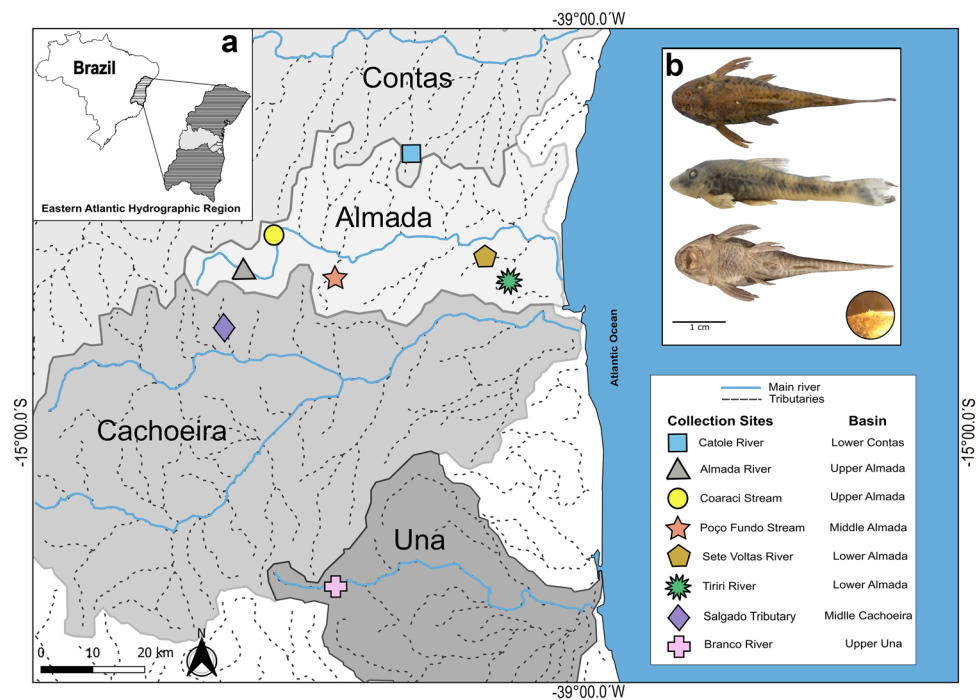 -39°00.0´W
a
Brazil
Eastern Atlantic Hydrographic Region
Contas
Almada
Cachoeira
Una
Atlantic Ocean
-15°00.0´S
-15°00.0´S
b
1 cm
Main river
Tributaries
Collection Sites Basin
Catole River Lower Contas
Almada River Upper Almada
Coaraci Stream Upper Almada
Poço Fundo Stream Middle Almada
Sete Voltas River Lower Almada
Tiriri River Lower Almada
Salgado Tributary Midlle Cachoeira
Branco River Upper Una
N
0 10 20 km
-39°00.0´W